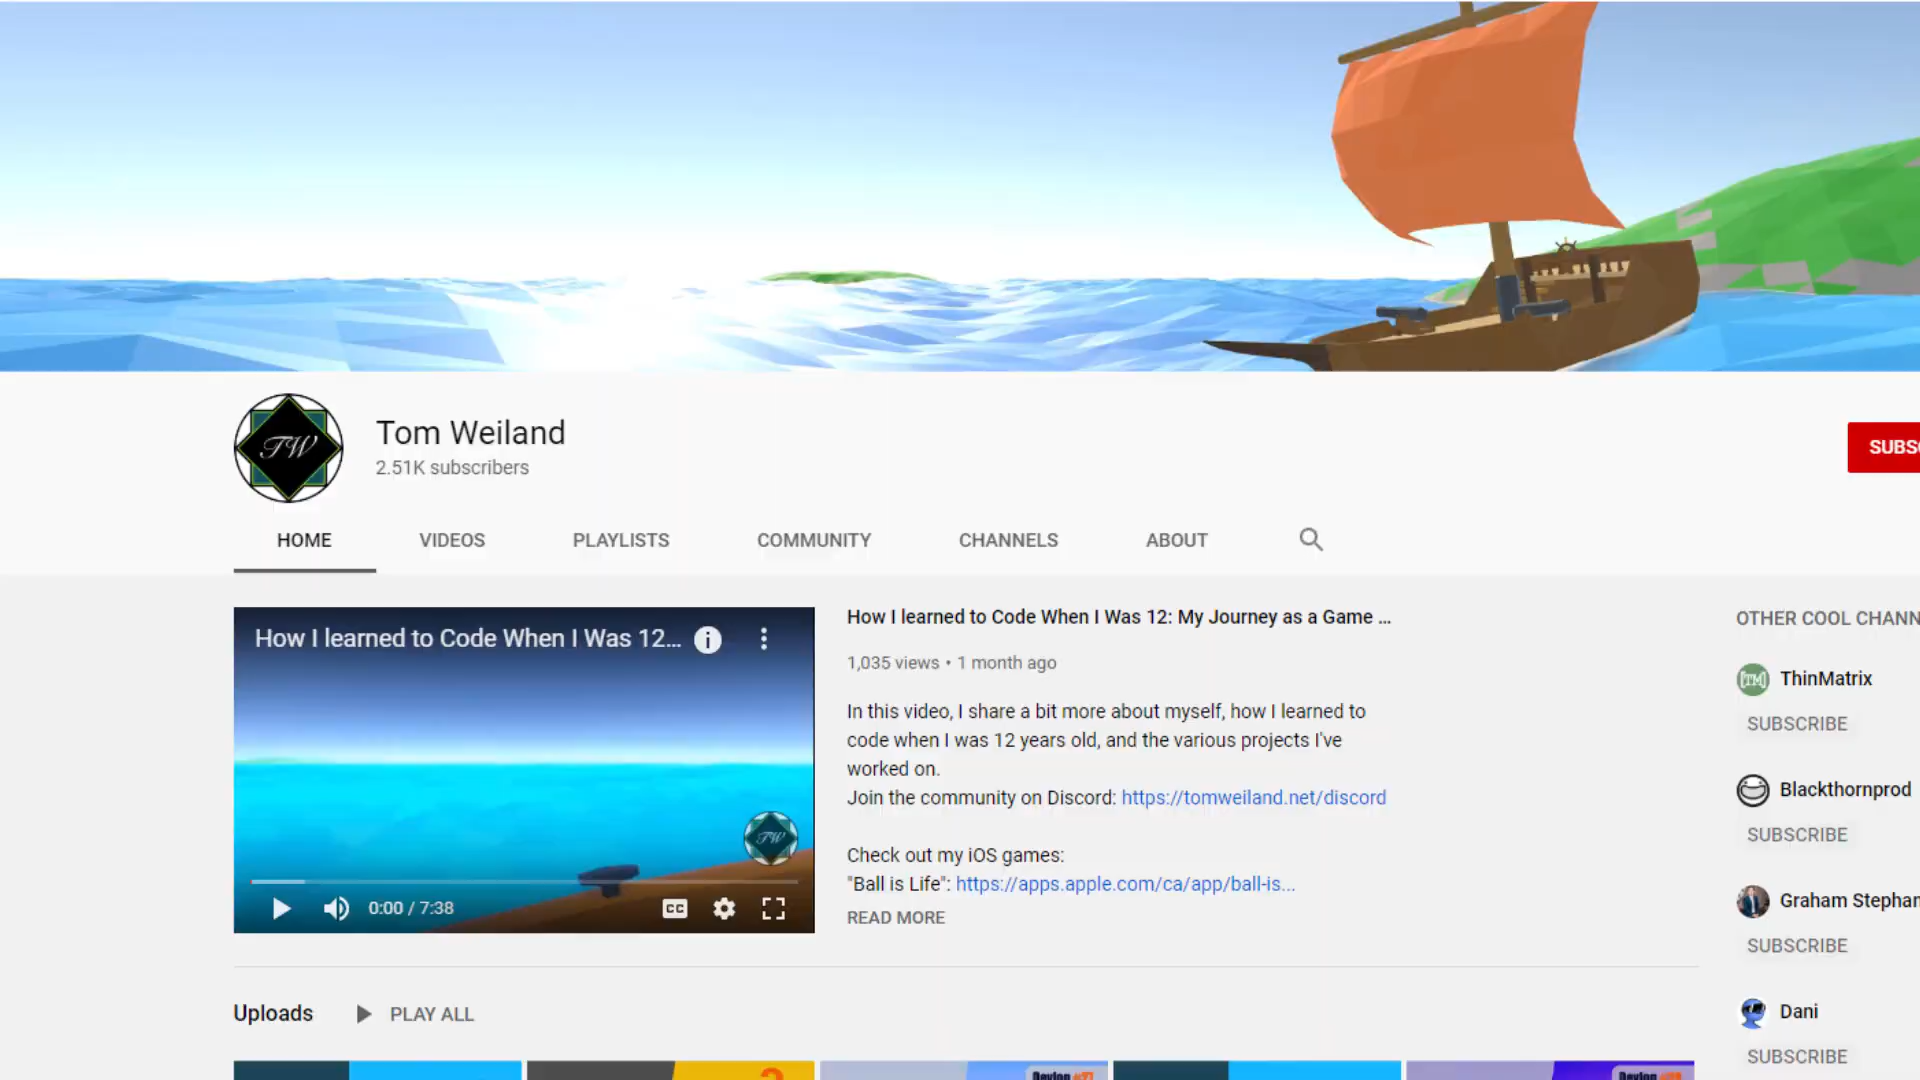 TW
Tom Weiland
2.51K subscribers
SUBS
HOME VIDEOS PLAYLISTS COMMUNITY CHANNELS ABOUT
How I learned to Code When I Was 12...
TW
0:00 / 7:38
CC
How I learned to Code When I Was 12: My Journey as a Game ...
1,035 views • 1 month ago
In this video, I share a bit more about myself, how I learned to
code when I was 12 years old, and the various projects I've
worked on.
Join the community on Discord: https://tomweiland.net/discord
Check out my iOS games:
"Ball is Life": https://apps.apple.com/ca/app/ball-is...
READ MORE
OTHER COOL CHANN
[TM]
ThinMatrix
SUBSCRIBE
Blackthornprod
SUBSCRIBE
Graham Stephan
SUBSCRIBE
Dani
SUBSCRIBE
Uploads
PLAY ALL